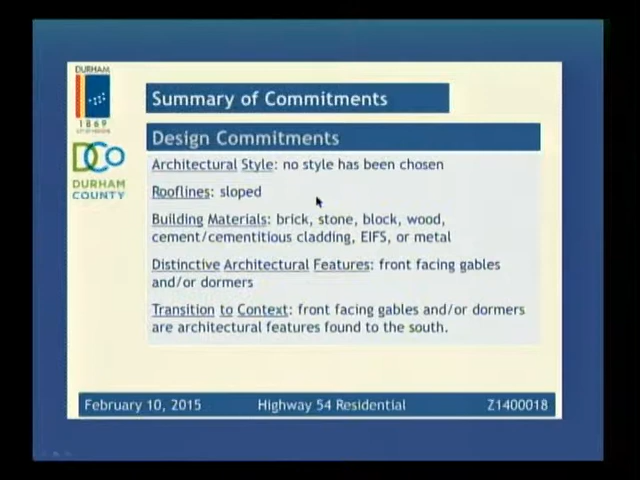 DURHAM
1869
DCO
DURHAM
COUNTY
Summary of Commitments
Design Commitments
Architectural Style: no style has been chosen
Rooflines: sloped
Building Materials: brick, stone, block, wood,
cement/cementitious cladding, EIFS, or metal
Distinctive Architectural Features: front facing gables
and/or dormers
Transition to Context: front facing gables and/or dormers
are architectural features found to the south.
February 10, 2015
Highway 54 Residential
Z1400018